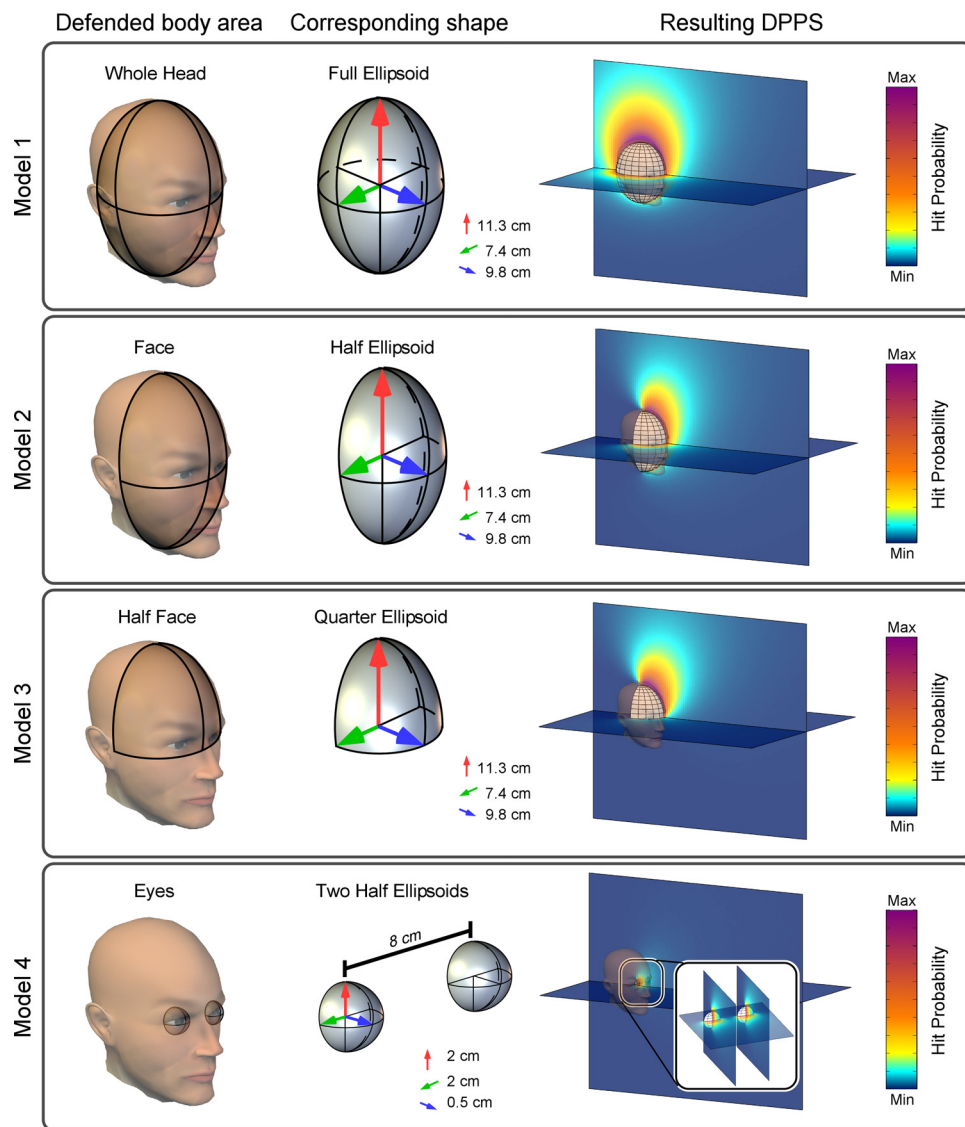 Defended body area
Corresponding shape
Resulting DPPS
Model 1
Whole Head
Full Ellipsoid
11.3 cm
7.4 cm
9.8 cm
Max
Hit Probability
Min
Model 2
Face
Half Ellipsoid
11.3 cm
7.4 cm
9.8 cm
Max
Hit Probability
Min
Model 3
Half Face
Quarter Ellipsoid
11.3 cm
7.4 cm
9.8 cm
Max
Hit Probability
Min
Model 4
Eyes
Two Half Ellipsoids
8 cm
2 cm
2 cm
0.5 cm
Max
Hit Probability
Min